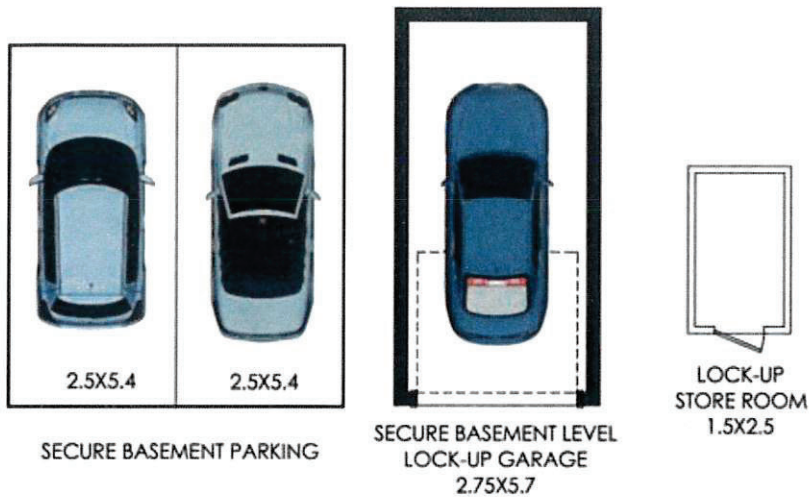 2.5X5.4
2.5X5.4
SECURE BASEMENT PARKING
SECURE BASEMENT LEVEL
LOCK-UP GARAGE
2.75X5.7
LOCK-UP
STORE ROOM
1.5X2.5